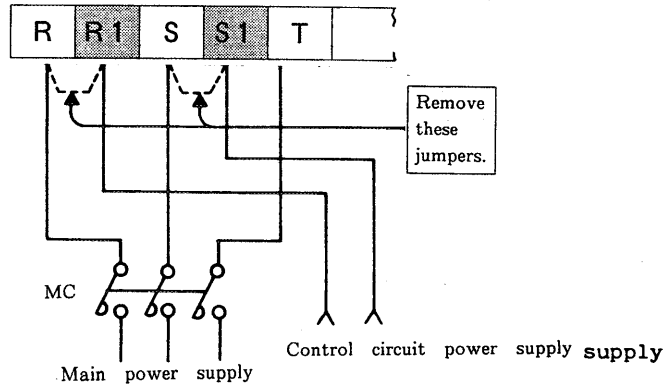 R R1 S S1 T
Remove
these
jumpers.
MC
Control circuit power supply supply
Main power supply